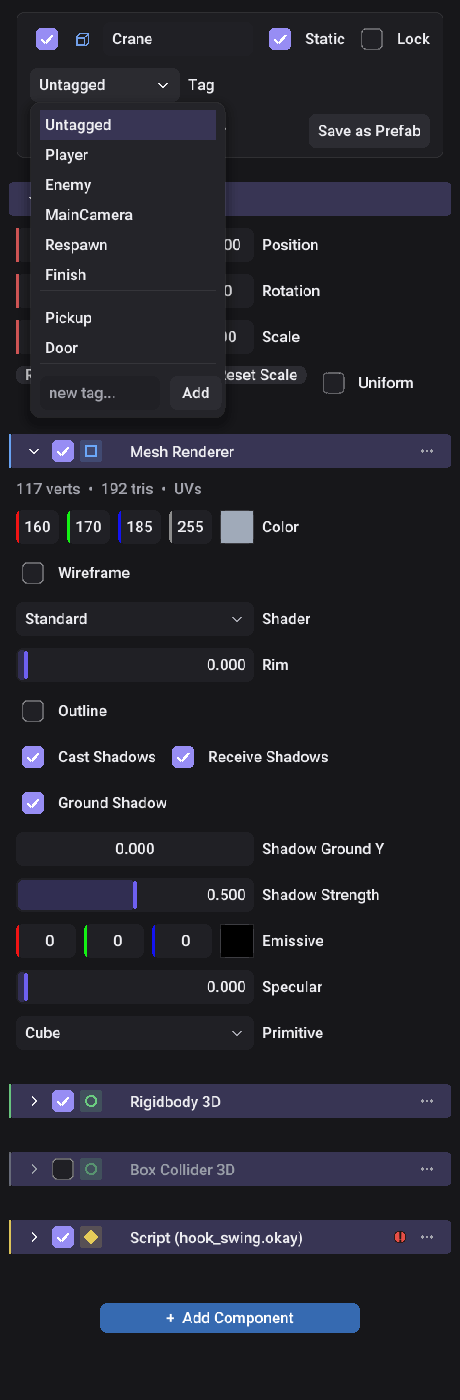 Crane Static Lock
Untagged Tag
Untagged
Save as Prefab
Player
Enemy
MainCamera
Respawn
Finish
Pickup
Door
new tag... Add
00 Position
0 Rotation
00 Scale
Reset Scale Uniform
Mesh Renderer ...
117 verts • 192 tris • UVs
160 170 185 255 Color
Wireframe
Standard Shader
0.000 Rim
Outline
Cast Shadows Receive Shadows
Ground Shadow
0.000 Shadow Ground Y
0.500 Shadow Strength
0 0 0 Emissive
0.000 Specular
Cube Primitive
Rigidbody 3D ...
Box Collider 3D ...
Script (hook_swing.okay) ...
+ Add Component